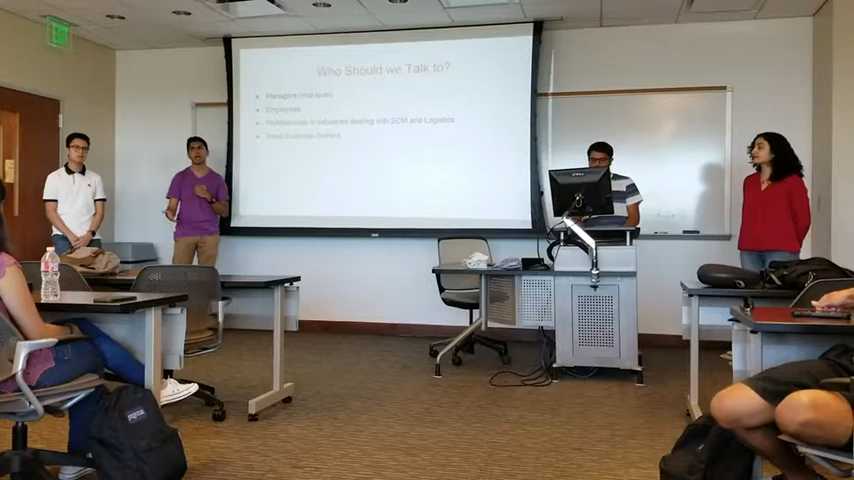 EXIT
Who Should we Talk to?
Managers (mid-level)
Employees
Professionals in industries dealing with SCM and Logistics
Small Business Owners
DELL
JANSPORT